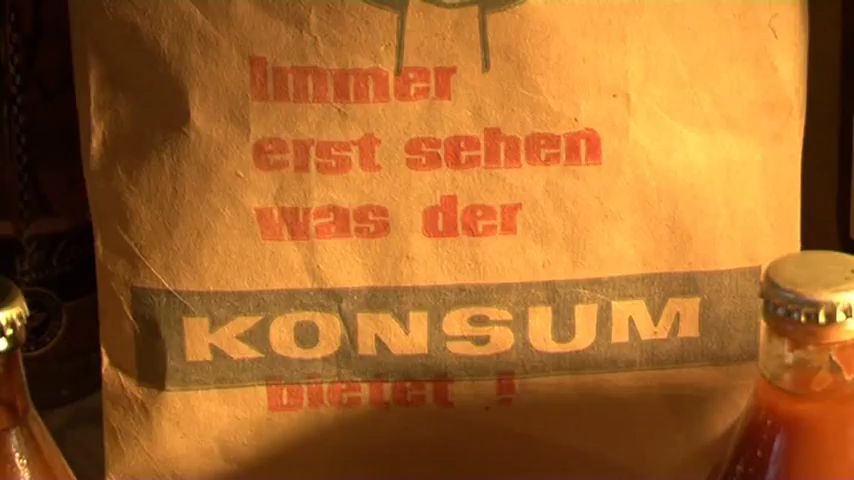 Immer
erst sehen
was der
KONSUM
bietet !